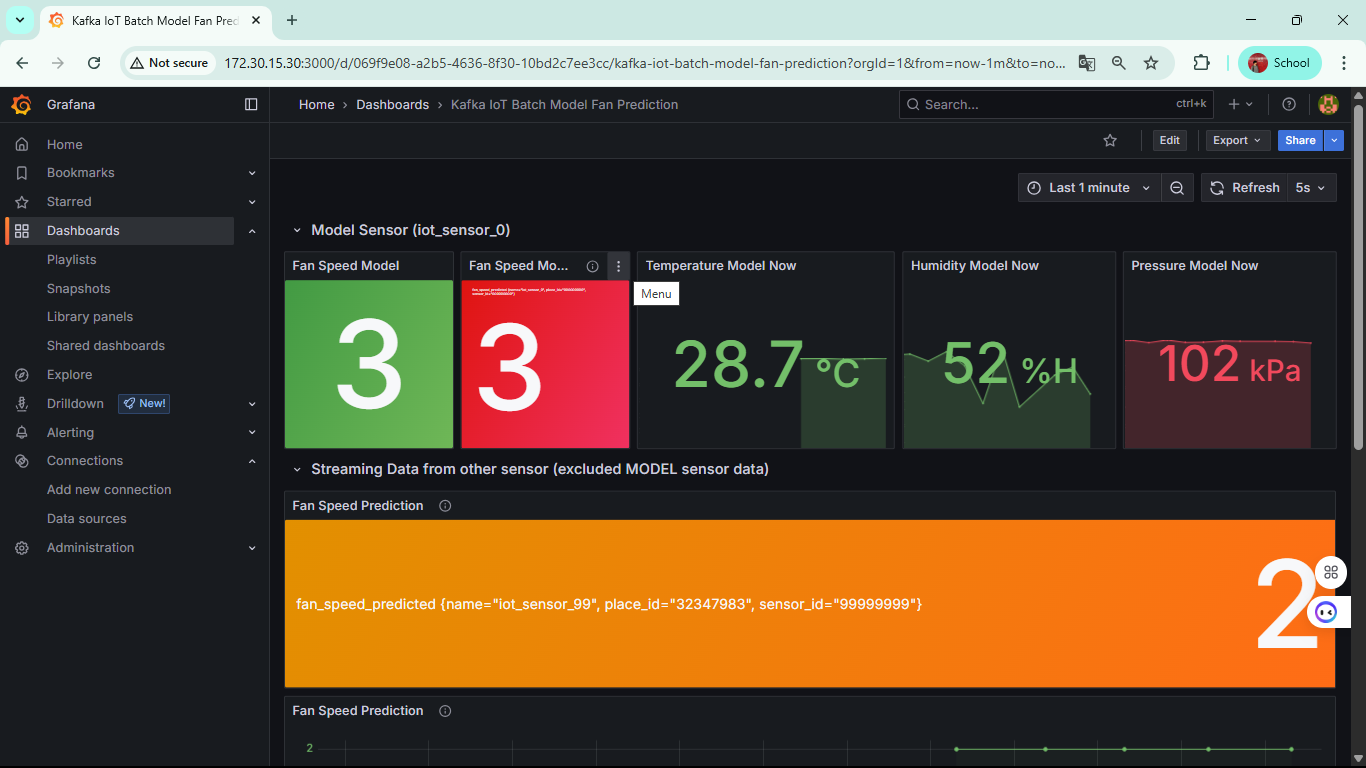 Kafka IoT Batch Model Fan Pred
Not secure
172.30.15.30:3000/d/069f9e08-a2b5-4636-8f30-10bd2c7ee3cc/kafka-iot-batch-model-fan-prediction?orgId=1&from=now-1m&to=no...
School
Grafana
Home › Dashboards › Kafka IoT Batch Model Fan Prediction
Search...
ctrl+k
Home
Bookmarks
Starred
Dashboards
Playlists
Snapshots
Library panels
Shared dashboards
Explore
Drilldown
New!
Alerting
Connections
Add new connection
Data sources
Administration
Edit
Export
Share
Last 1 minute
Refresh
5s
Model Sensor (iot_sensor_0)
Fan Speed Model
3
Fan Speed Mo...
3
Menu
Temperature Model Now
28.7 °C
Humidity Model Now
52 %H
Pressure Model Now
102 kPa
Streaming Data from other sensor (excluded MODEL sensor data)
Fan Speed Prediction
fan_speed_predicted {name="iot_sensor_99", place_id="32347983", sensor_id="99999999"}
2
Fan Speed Prediction
2